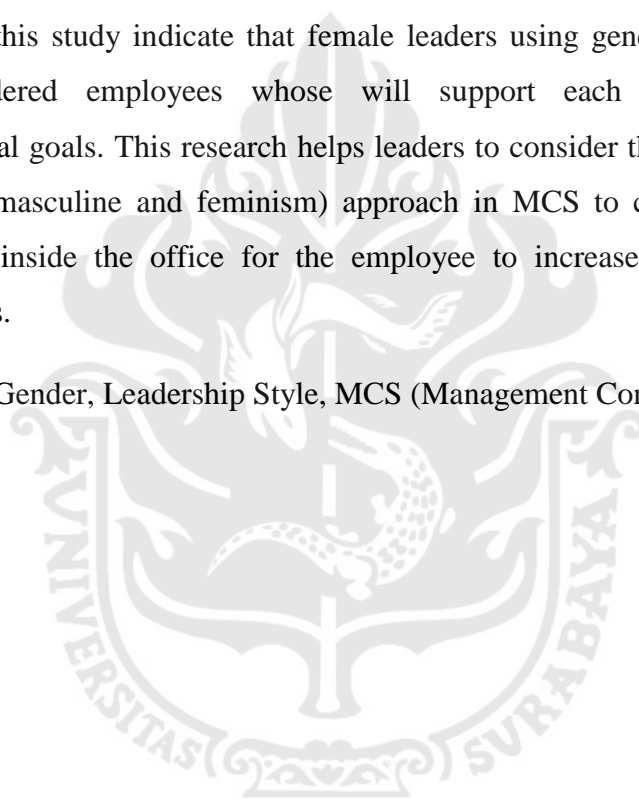 this study indicate that female leaders using gen
dered employees whose will support each
al goals. This research helps leaders to consider th
masculine and feminism) approach in MCS to c
inside the office for the employee to increase
s.
Gender, Leadership Style, MCS (Management Con
UNIVERSITAS SURABAYA